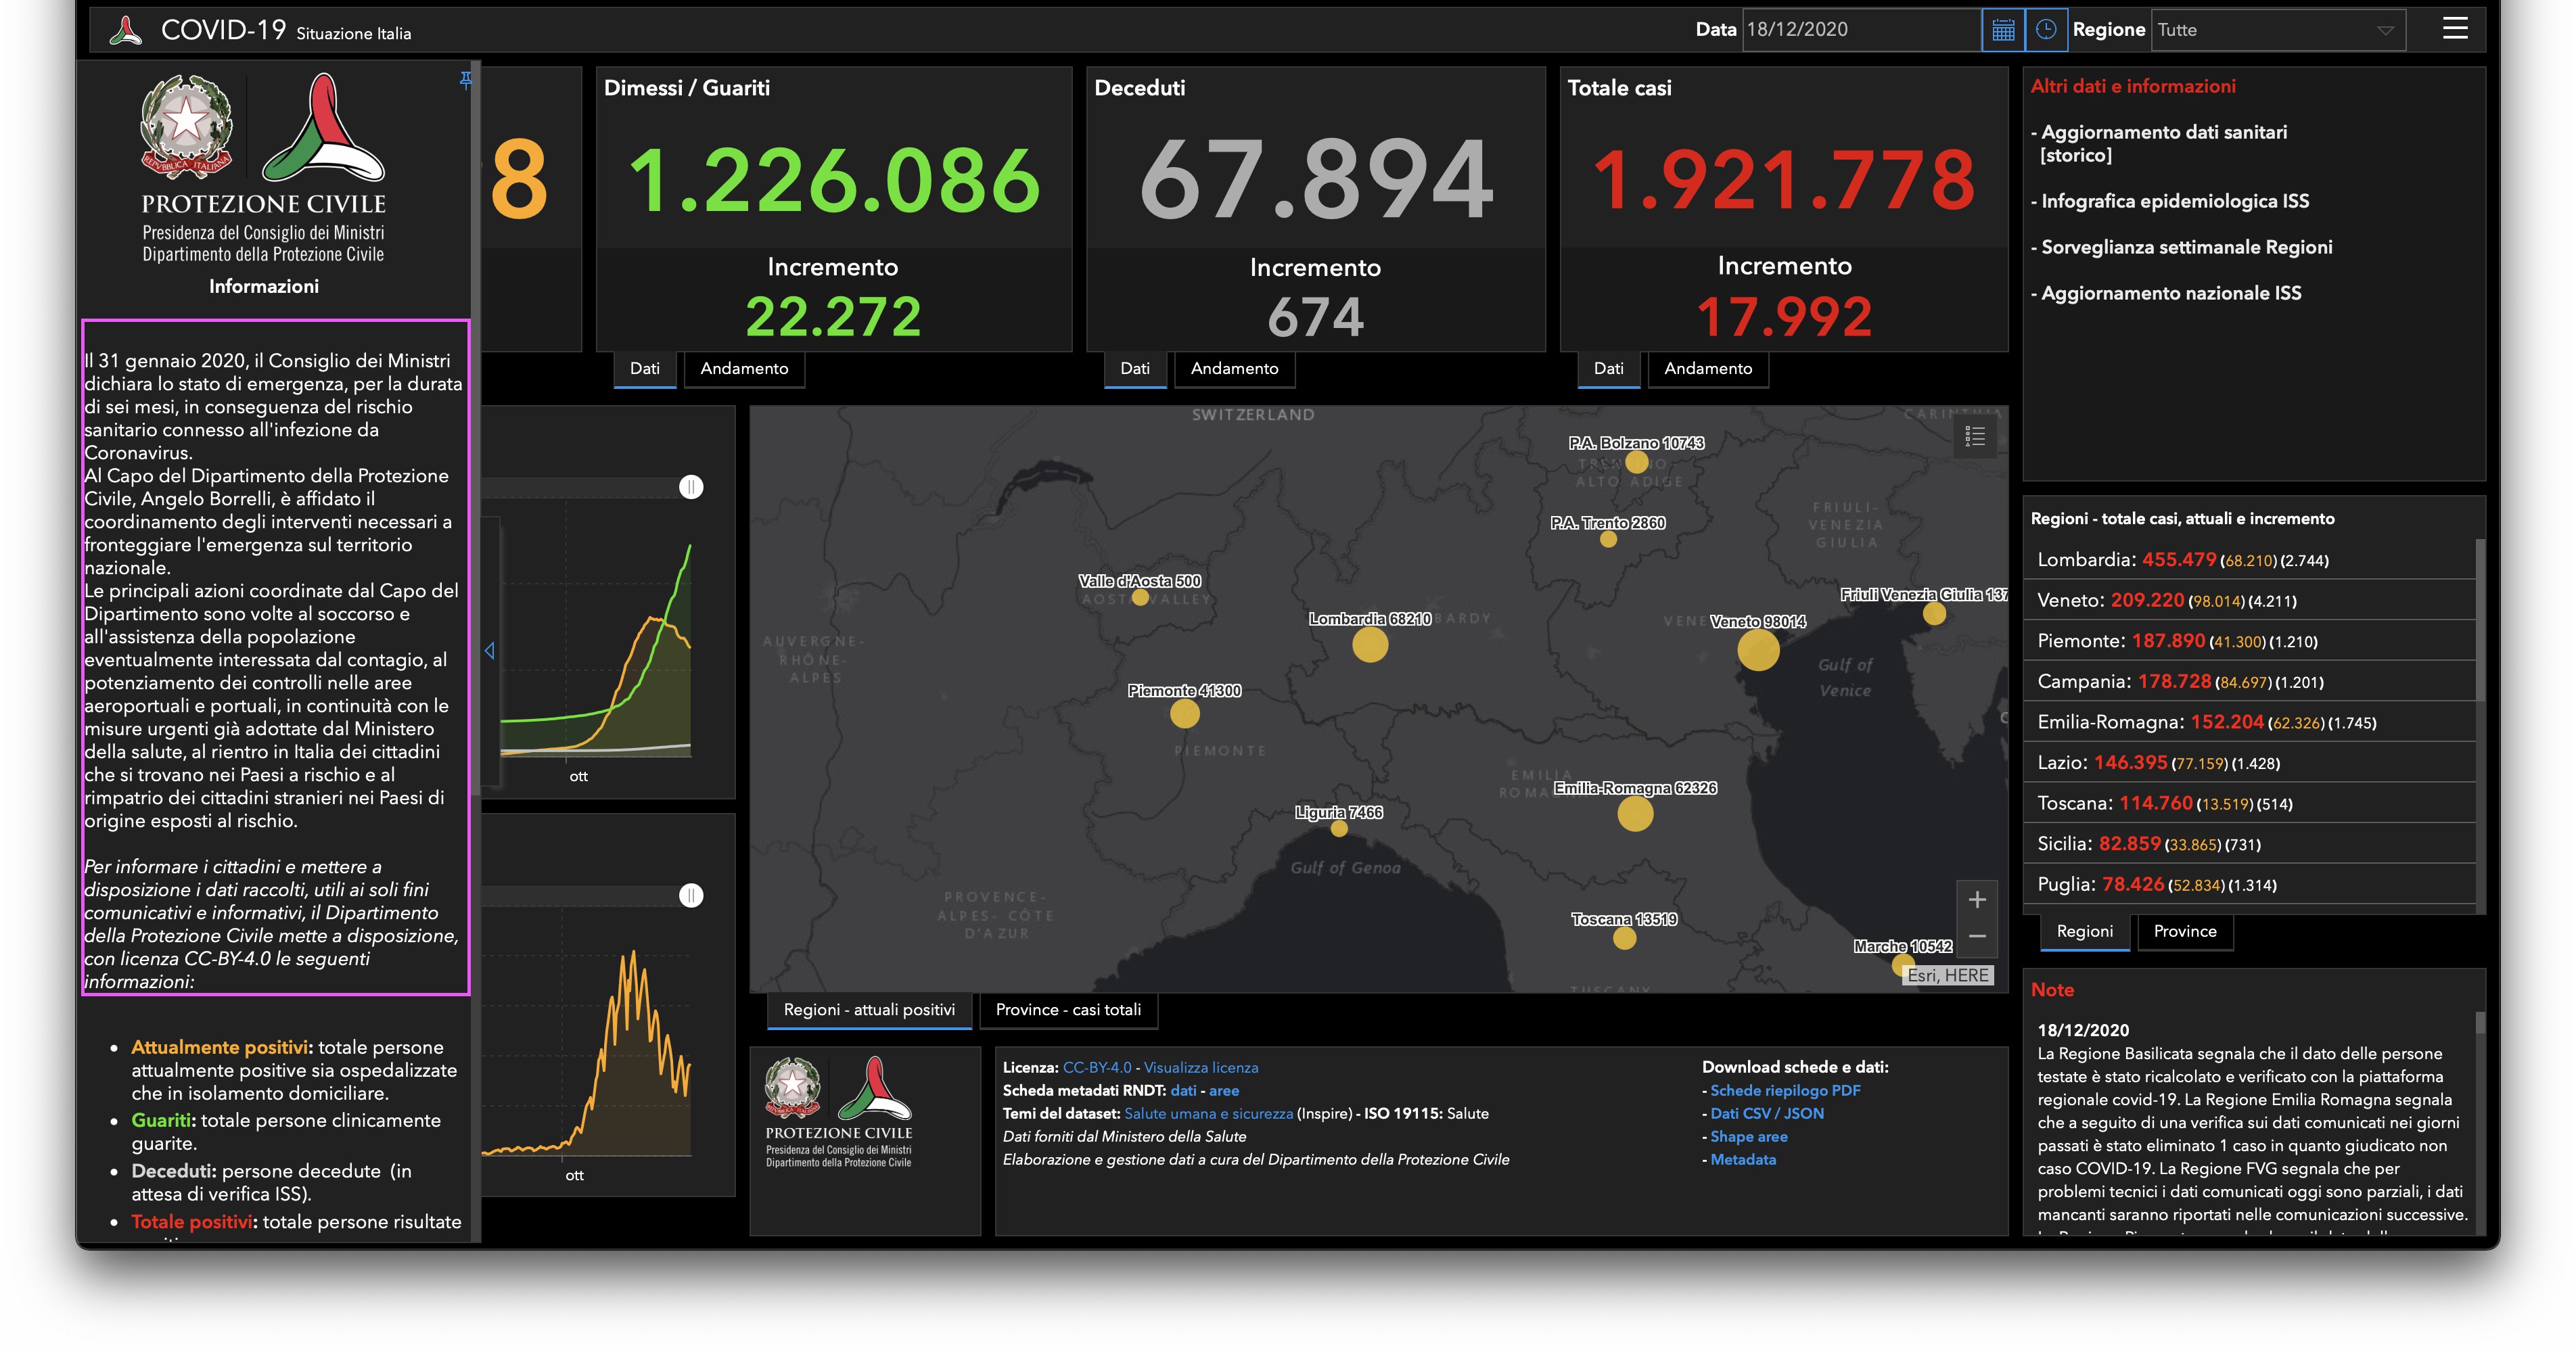 COVID-19 Situazione Italia
Data 18/12/2020
Regione Tutte
REPVBBLICA ITALIANA
PROTEZIONE CIVILE
Presidenza del Consiglio dei Ministri
Dipartimento della Protezione Civile
Informazioni
Il 31 gennaio 2020, il Consiglio dei Ministri
dichiara lo stato di emergenza, per la durata
di sei mesi, in conseguenza del rischio
sanitario connesso all'infezione da
Coronavirus.
Al Capo del Dipartimento della Protezione
Civile, Angelo Borrelli, è affidato il
coordinamento degli interventi necessari a
fronteggiare l'emergenza sul territorio
nazionale.
Le principali azioni coordinate dal Capo del
Dipartimento sono volte al soccorso e
all'assistenza della popolazione
eventualmente interessata dal contagio, al
potenziamento dei controlli nelle aree
aeroportuali e portuali, in continuità con le
misure urgenti già adottate dal Ministero
della salute, al rientro in Italia dei cittadini
che si trovano nei Paesi a rischio e al
rimpatrio dei cittadini stranieri nei Paesi di
origine esposti al rischio.
Per informare i cittadini e mettere a
disposizione i dati raccolti, utili ai soli fini
comunicativi e informativi, il Dipartimento
della Protezione Civile mette a disposizione,
con licenza CC-BY-4.0 le seguenti
informazioni:
Attualmente positivi: totale persone
attualmente positive sia ospedalizzate
che in isolamento domiciliare.
Guariti: totale persone clinicamente
guarite.
Deceduti: persone decedute (in
attesa di verifica ISS).
Totale positivi: totale persone risultate
8
Dimessi / Guariti
1.226.086
Incremento
22.272
Dati Andamento
Deceduti
67.894
Incremento
674
Dati Andamento
Totale casi
1.921.778
Incremento
17.992
Dati Andamento
ott
ott
SWITZERLAND
CARINTHIA
P.A. Bolzano 10743
TRENTINO
ALTO ADIGE
P.A. Trento 2860
FRIULI-
VENEZIA
GIULIA
Valle d'Aosta 500
AOSTA VALLEY
Friuli Venezia Giulia 137
Lombardia 68210
BARDY
VENE
Veneto 98014
AUVERGNE-
RHÔNE-
ALPES
Gulf of
Venice
Piemonte 41300
PIEMONTE
EMILIA
ROMA
Emilia-Romagna 62326
Liguria 7466
Gulf of Genoa
PROVENCE-
ALPES- CÔTE
D'AZUR
Toscana 13519
Marche 10542
TUSCANY
+
−
Esri, HERE
Regioni - attuali positivi Province - casi totali
PROTEZIONE CIVILE
Presidenza del Consiglio dei Ministri
Dipartimento della Protezione Civile
Licenza: CC-BY-4.0 - Visualizza licenza
Scheda metadati RNDT: dati - aree
Temi del dataset: Salute umana e sicurezza (Inspire) - ISO 19115: Salute
Dati forniti dal Ministero della Salute
Elaborazione e gestione dati a cura del Dipartimento della Protezione Civile
Download schede e dati:
- Schede riepilogo PDF
- Dati CSV / JSON
- Shape aree
- Metadata
Altri dati e informazioni
- Aggiornamento dati sanitari
[storico]
- Infografica epidemiologica ISS
- Sorveglianza settimanale Regioni
- Aggiornamento nazionale ISS
Regioni - totale casi, attuali e incremento
Lombardia: 455.479 (68.210) (2.744)
Veneto: 209.220 (98.014) (4.211)
Piemonte: 187.890 (41.300) (1.210)
Campania: 178.728 (84.697) (1.201)
Emilia-Romagna: 152.204 (62.326) (1.745)
Lazio: 146.395 (77.159) (1.428)
Toscana: 114.760 (13.519) (514)
Sicilia: 82.859 (33.865) (731)
Puglia: 78.426 (52.834) (1.314)
Regioni Province
Note
18/12/2020
La Regione Basilicata segnala che il dato delle persone
testate è stato ricalcolato e verificato con la piattaforma
regionale covid-19. La Regione Emilia Romagna segnala
che a seguito di una verifica sui dati comunicati nei giorni
passati è stato eliminato 1 caso in quanto giudicato non
caso COVID-19. La Regione FVG segnala che per
problemi tecnici i dati comunicati oggi sono parziali, i dati
mancanti saranno riportati nelle comunicazioni successive.